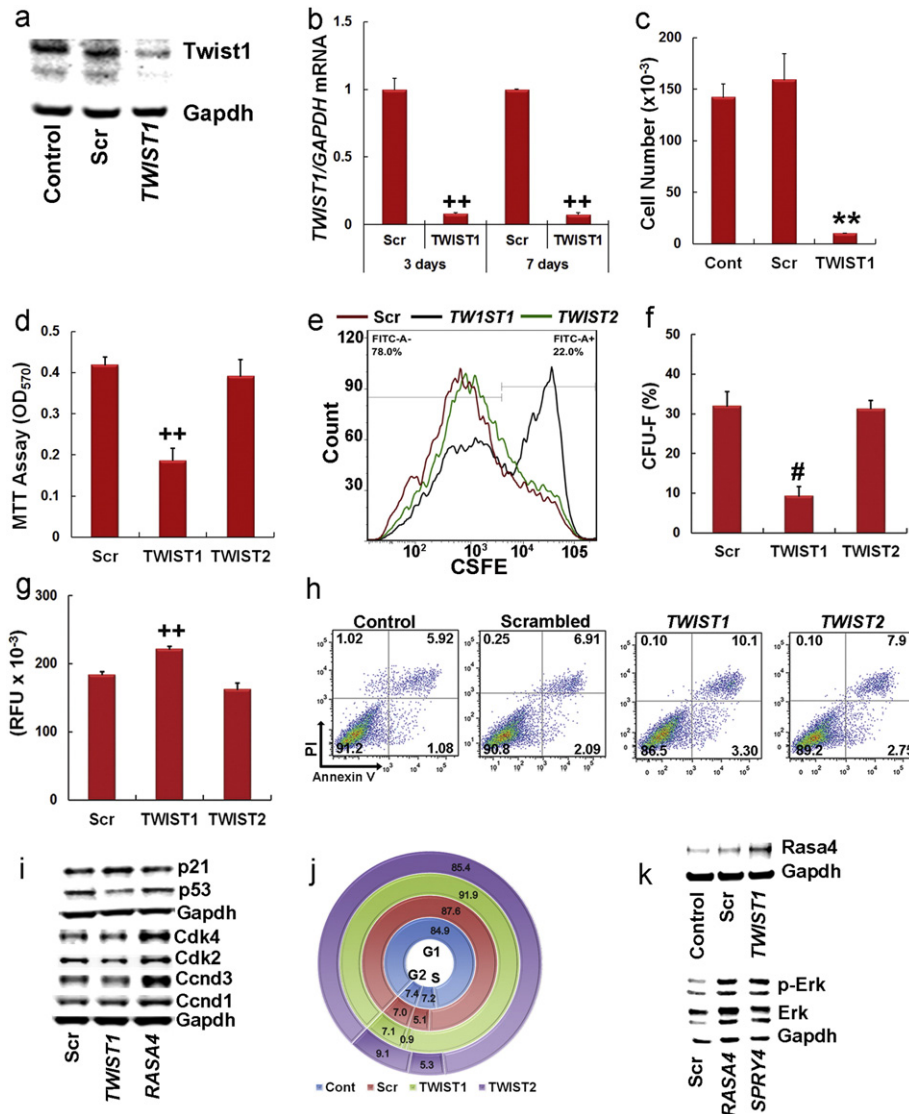 a
Twist1
Gapdh
Control
Scr
TWIST1
b
TWIST1/GAPDH mRNA
1.5
1
0.5
0
++
++
Scr
TWIST1
Scr
TWIST1
3 days
7 days
c
Cell Number (x10-3)
200
150
100
50
0
**
Cont
Scr
TWIST1
d
MTT Assay (OD570)
0.5
0.4
0.3
0.2
0.1
0
++
Scr
TWIST1
TWIST2
e
Scr
TW1ST1
TWIST2
FITC-A-
78.0%
FITC-A+
22.0%
Count
120
90
60
30
102
103
104
105
CSFE
f
CFU-F (%)
50
40
30
20
10
0
#
Scr
TWIST1
TWIST2
g
(RFU x 10-3)
300
200
100
0
++
Scr
TWIST1
TWIST2
h
Control
Scrambled
TWIST1
TWIST2
1.02
5.92
91.2
1.08
0.25
6.91
90.8
2.09
0.10
10.1
86.5
3.30
0.10
7.9
89.2
2.75
PI
Annexin V
i
p21
p53
Gapdh
Cdk4
Cdk2
Ccnd3
Ccnd1
Gapdh
Scr
TWIST1
RASA4
j
85.4
91.9
87.6
84.9
G1
G2
S
7.4
7.2
7.0
5.1
7.1
0.9
9.1
5.3
Cont
Scr
TWIST1
TWIST2
k
Rasa4
Gapdh
Control
Scr
TWIST1
p-Erk
Erk
Gapdh
Scr
RASA4
SPRY4